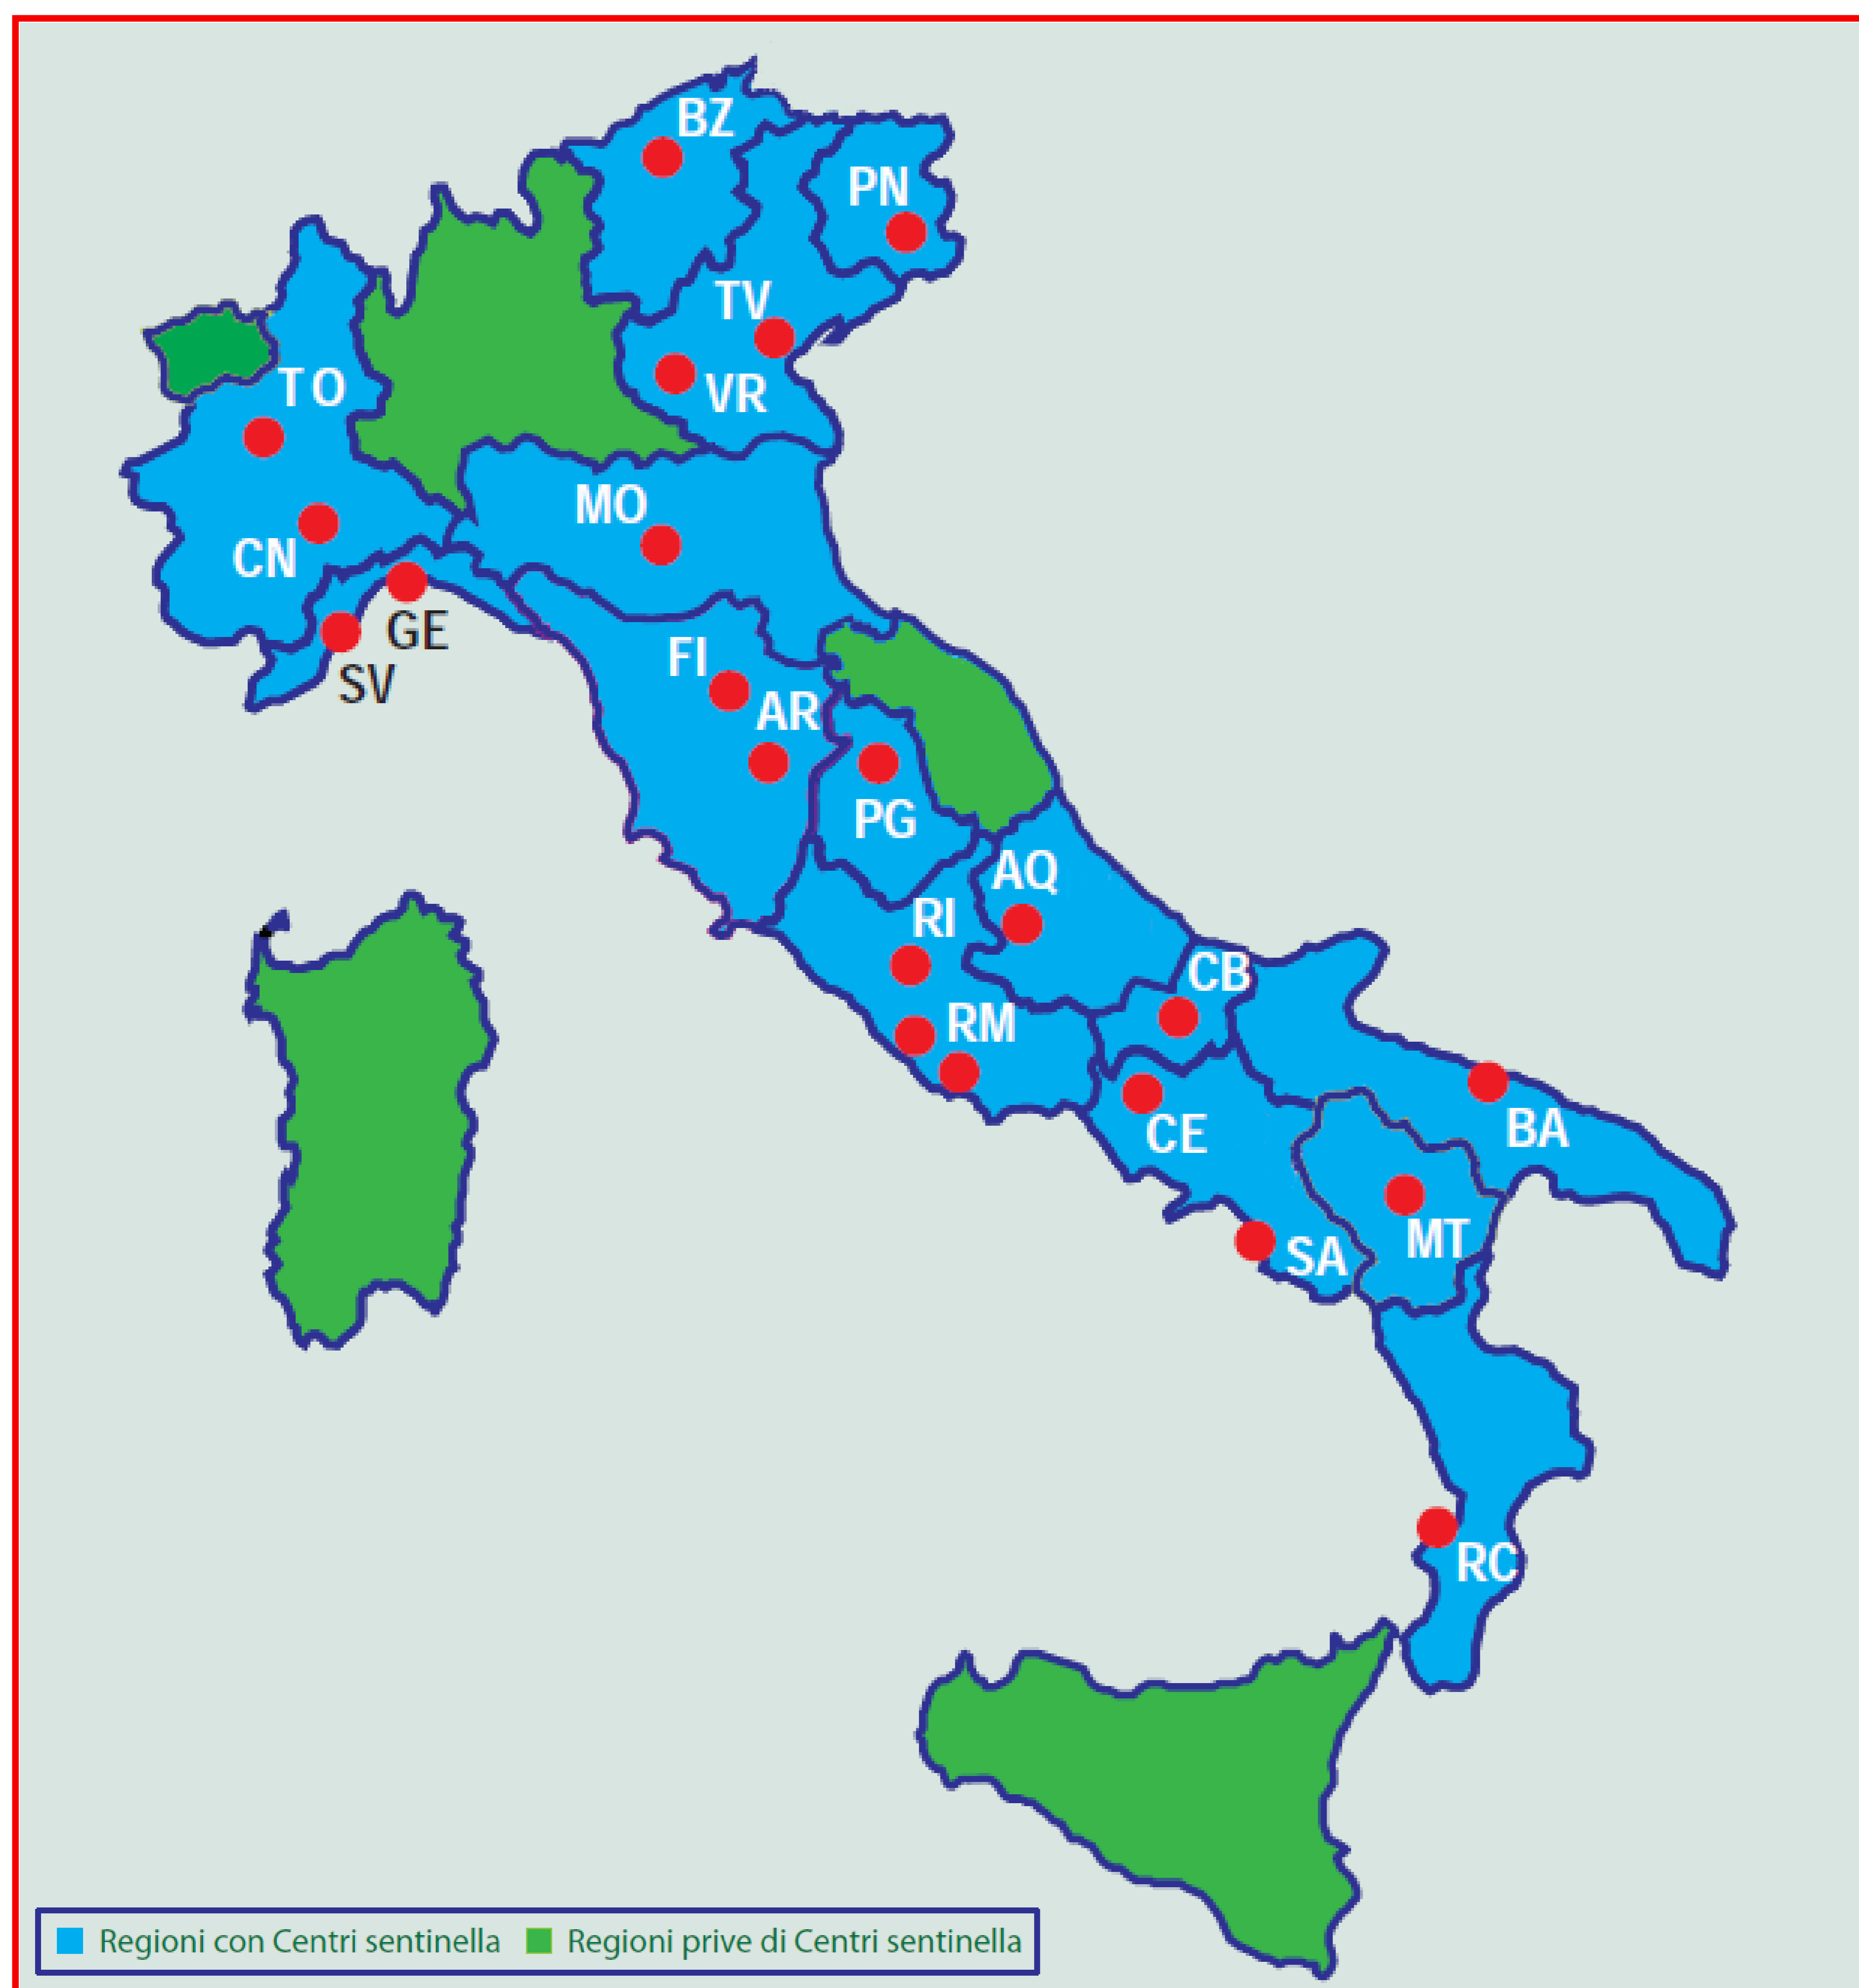 BZ
PN
TV
VR
TO
CN
MO
GE
SV
FI
AR
PG
AQ
RI
CB
RM
CE
BA
MT
SA
RC
Regioni con Centri sentinella
Regioni prive di Centri sentinella